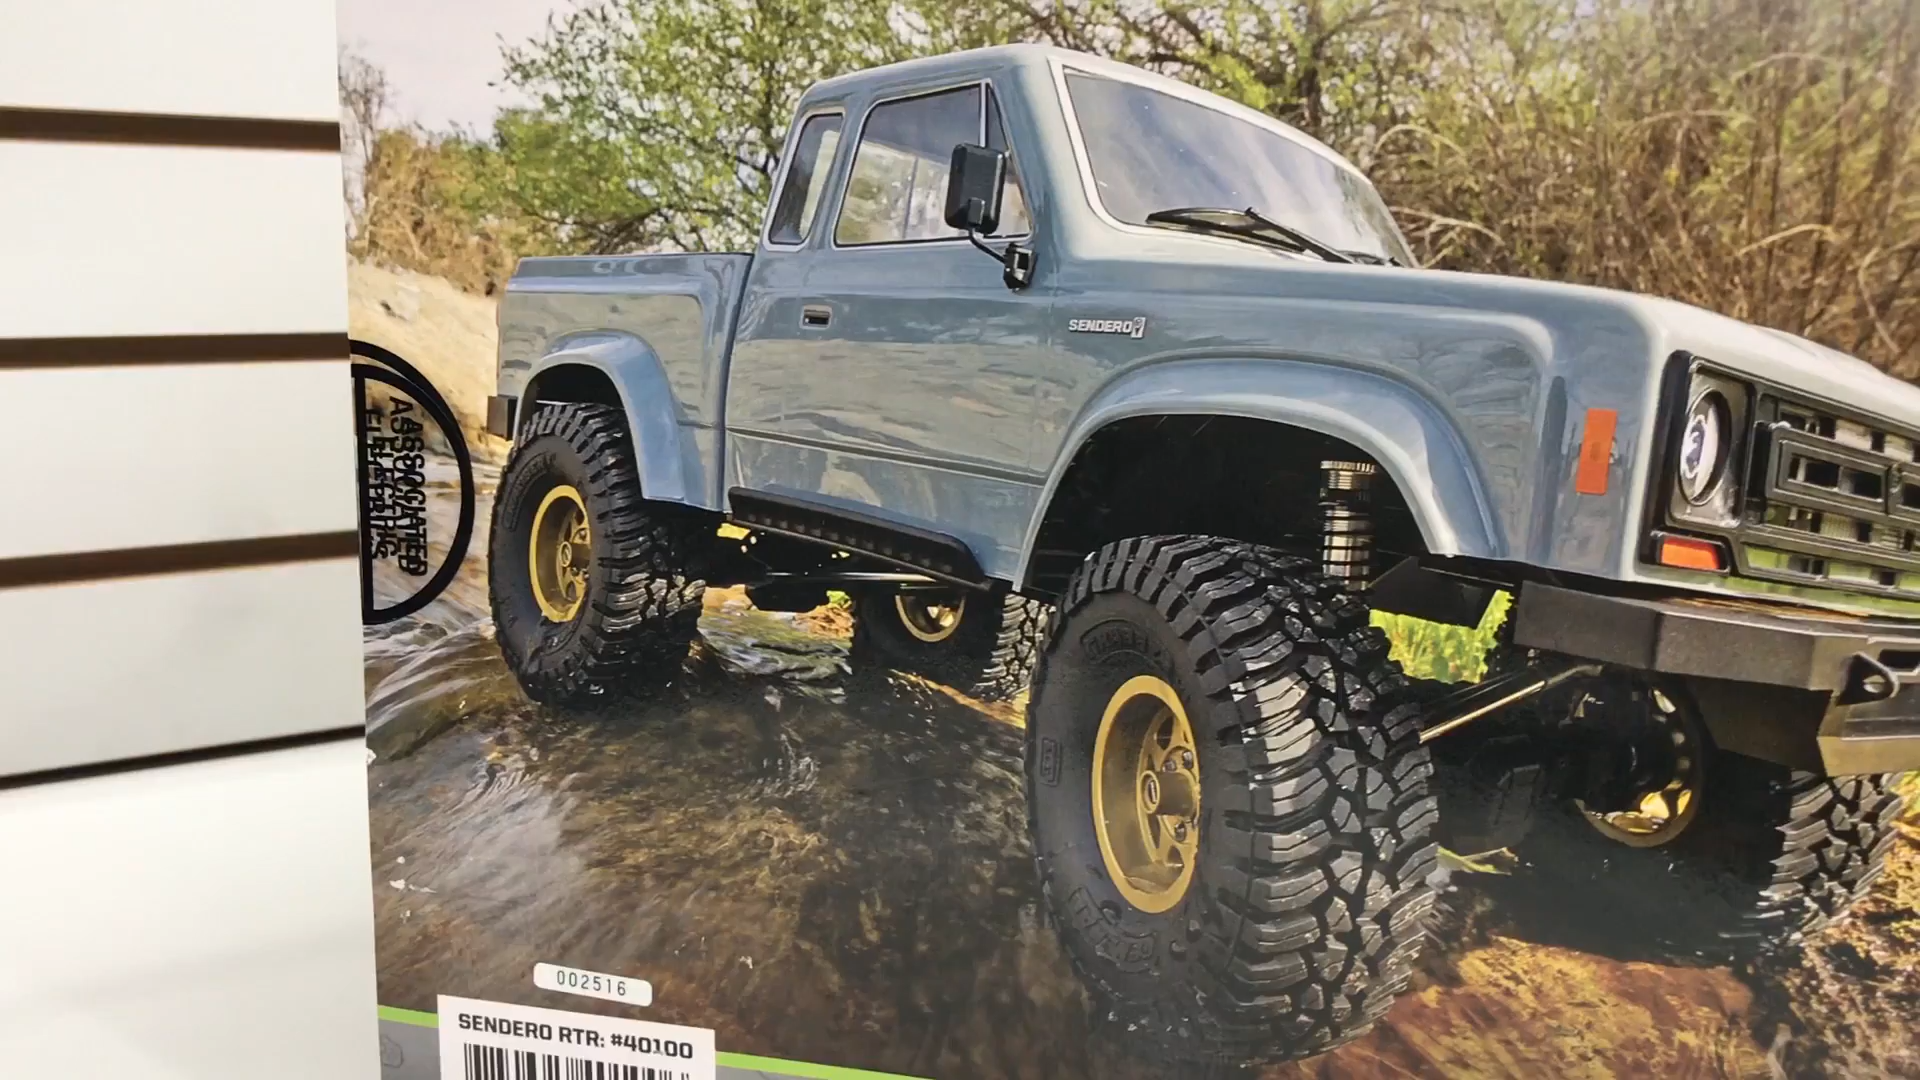 SENDERO
ASSOCIATED
ELECTRICS
002516
SENDERO RTR: #40100